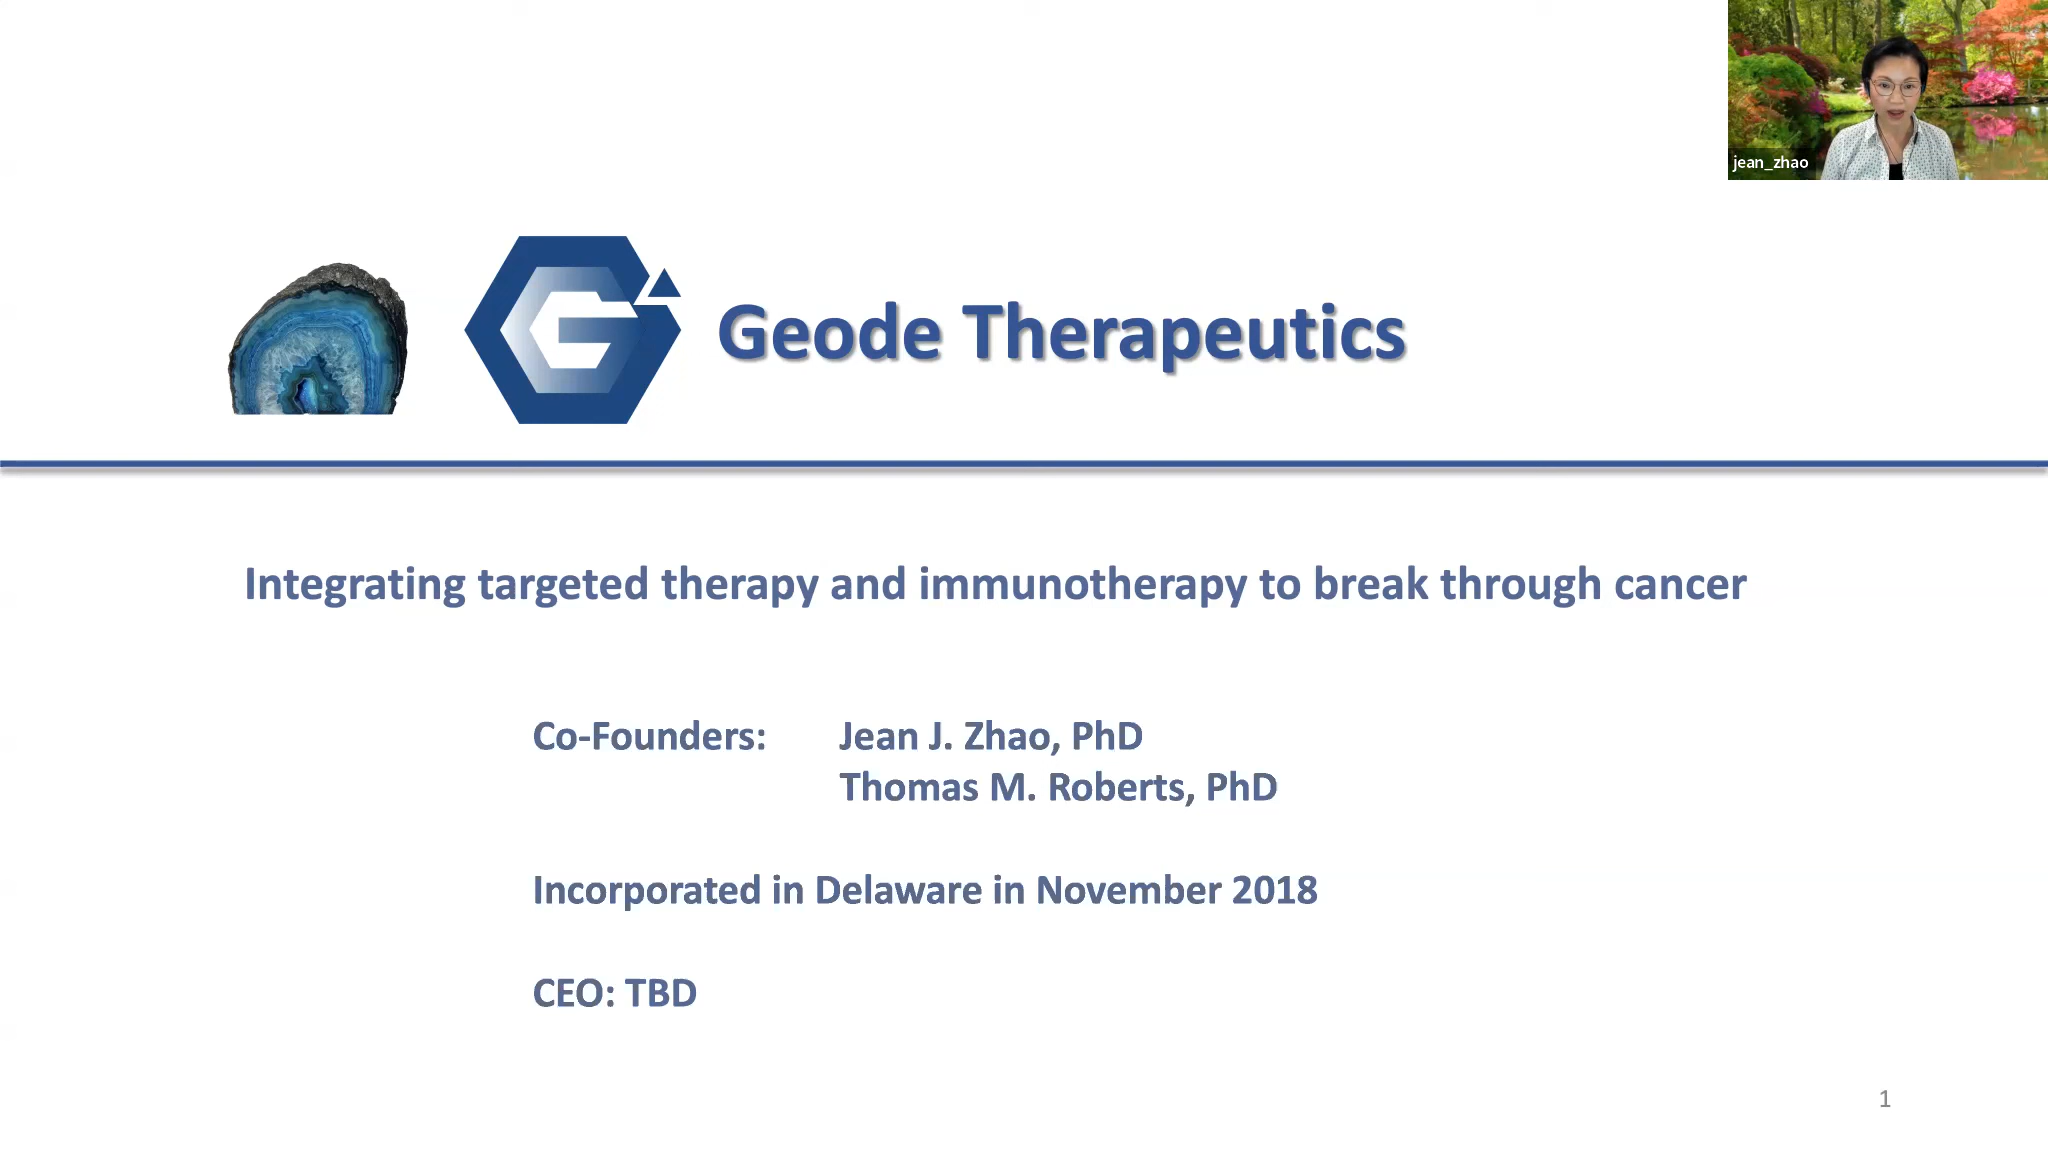 jean_zhao
Geode Therapeutics
Integrating targeted therapy and immunotherapy to break through cancer
Co-Founders: Jean J. Zhao, PhD
Thomas M. Roberts, PhD
Incorporated in Delaware in November 2018
CEO: TBD
1